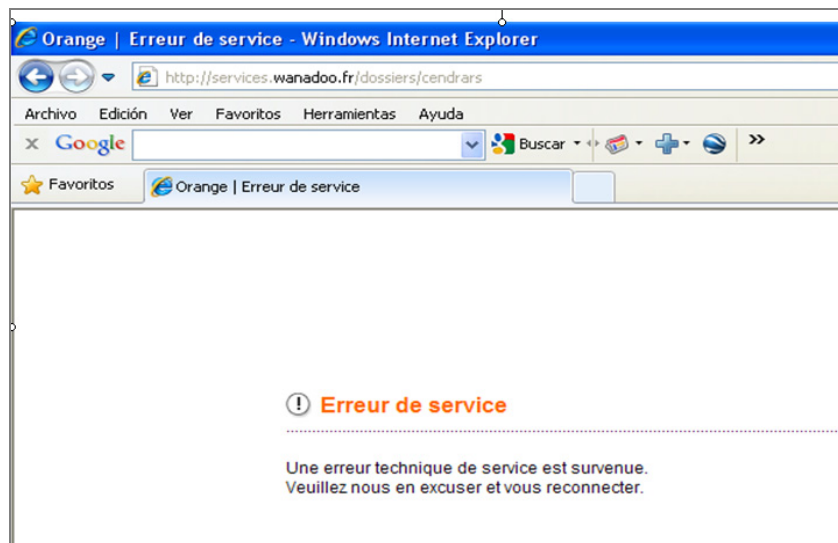 Orange | Erreur de service - Windows Internet Explorer
http://services.wanadoo.fr/dossiers/cendrars
Archivo Edición Ver Favoritos Herramientas Ayuda
x Google Buscar »
Favoritos Orange | Erreur de service
Erreur de service
Une erreur technique de service est survenue.
Veuillez nous en excuser et vous reconnecter.